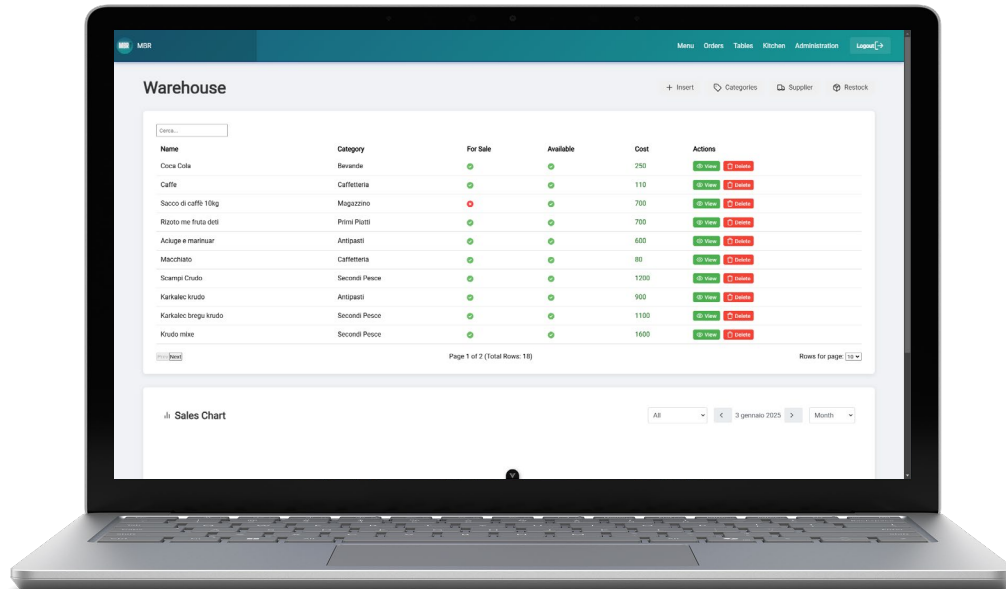 MBR MBR Menu Orders Tables Kitchen Administration Logout
Warehouse + Insert Categories Supplier Restock
Cerca...
Name Category For Sale Available Cost Actions
Coca Cola Bevande 250 View Delete
Caffe Caffetteria 110 View Delete
Sacco di caffè 10kg Magazzino 700 View Delete
Rizoto me fruta deti Primi Piatti 700 View Delete
Aciuge e marinuar Antipasti 600 View Delete
Macchiato Caffetteria 80 View Delete
Scampi Crudo Secondi Pesce 1200 View Delete
Karkalec krudo Antipasti 900 View Delete
Karkalec bregu krudo Secondi Pesce 1100 View Delete
Krudo mixe Secondi Pesce 1600 View Delete
Prev Next Page 1 of 2 (Total Rows: 18) Rows for page: 10
Sales Chart All < 3 gennaio 2025 > Month